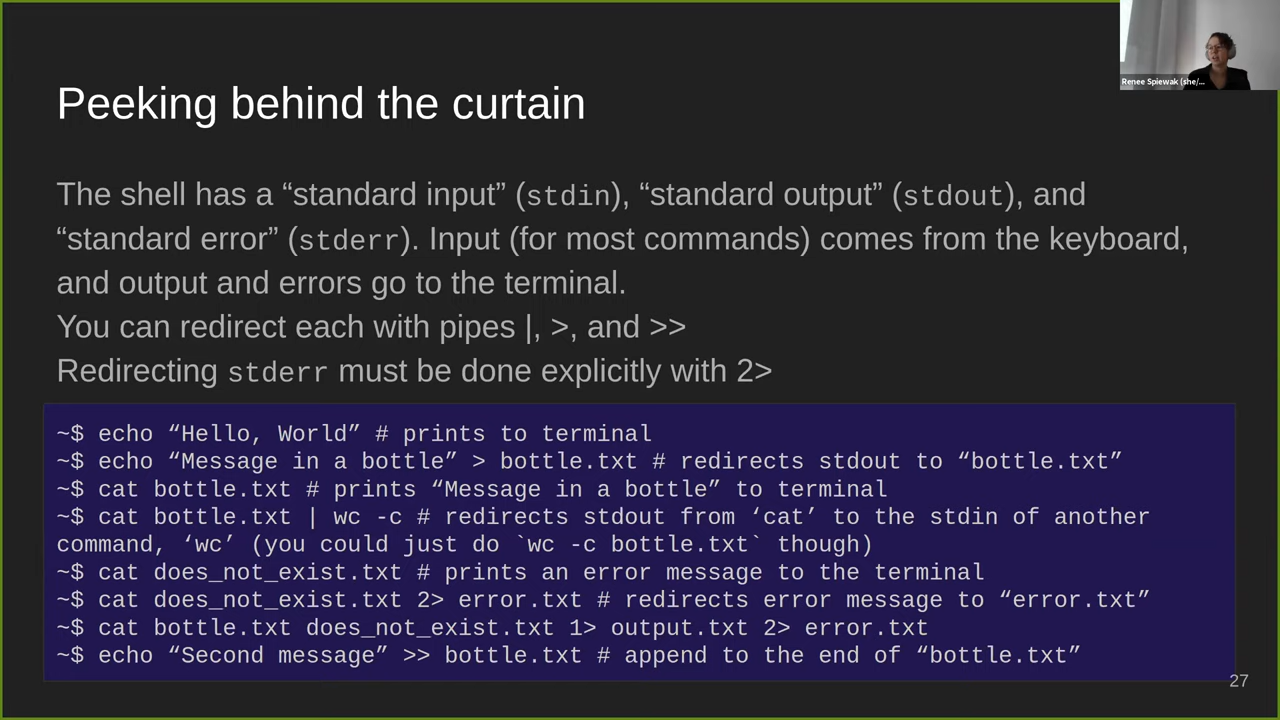 Renee Spiewak (she/...
Peeking behind the curtain
The shell has a “standard input” (stdin), “standard output” (stdout), and
“standard error” (stderr). Input (for most commands) comes from the keyboard,
and output and errors go to the terminal.
You can redirect each with pipes |, >, and >>
Redirecting stderr must be done explicitly with 2>
~$ echo “Hello, World” # prints to terminal
~$ echo “Message in a bottle” > bottle.txt # redirects stdout to “bottle.txt”
~$ cat bottle.txt # prints “Message in a bottle” to terminal
~$ cat bottle.txt | wc -c # redirects stdout from ‘cat’ to the stdin of another
command, ‘wc’ (you could just do `wc -c bottle.txt` though)
~$ cat does_not_exist.txt # prints an error message to the terminal
~$ cat does_not_exist.txt 2> error.txt # redirects error message to “error.txt”
~$ cat bottle.txt does_not_exist.txt 1> output.txt 2> error.txt
~$ echo “Second message” >> bottle.txt # append to the end of “bottle.txt”
27